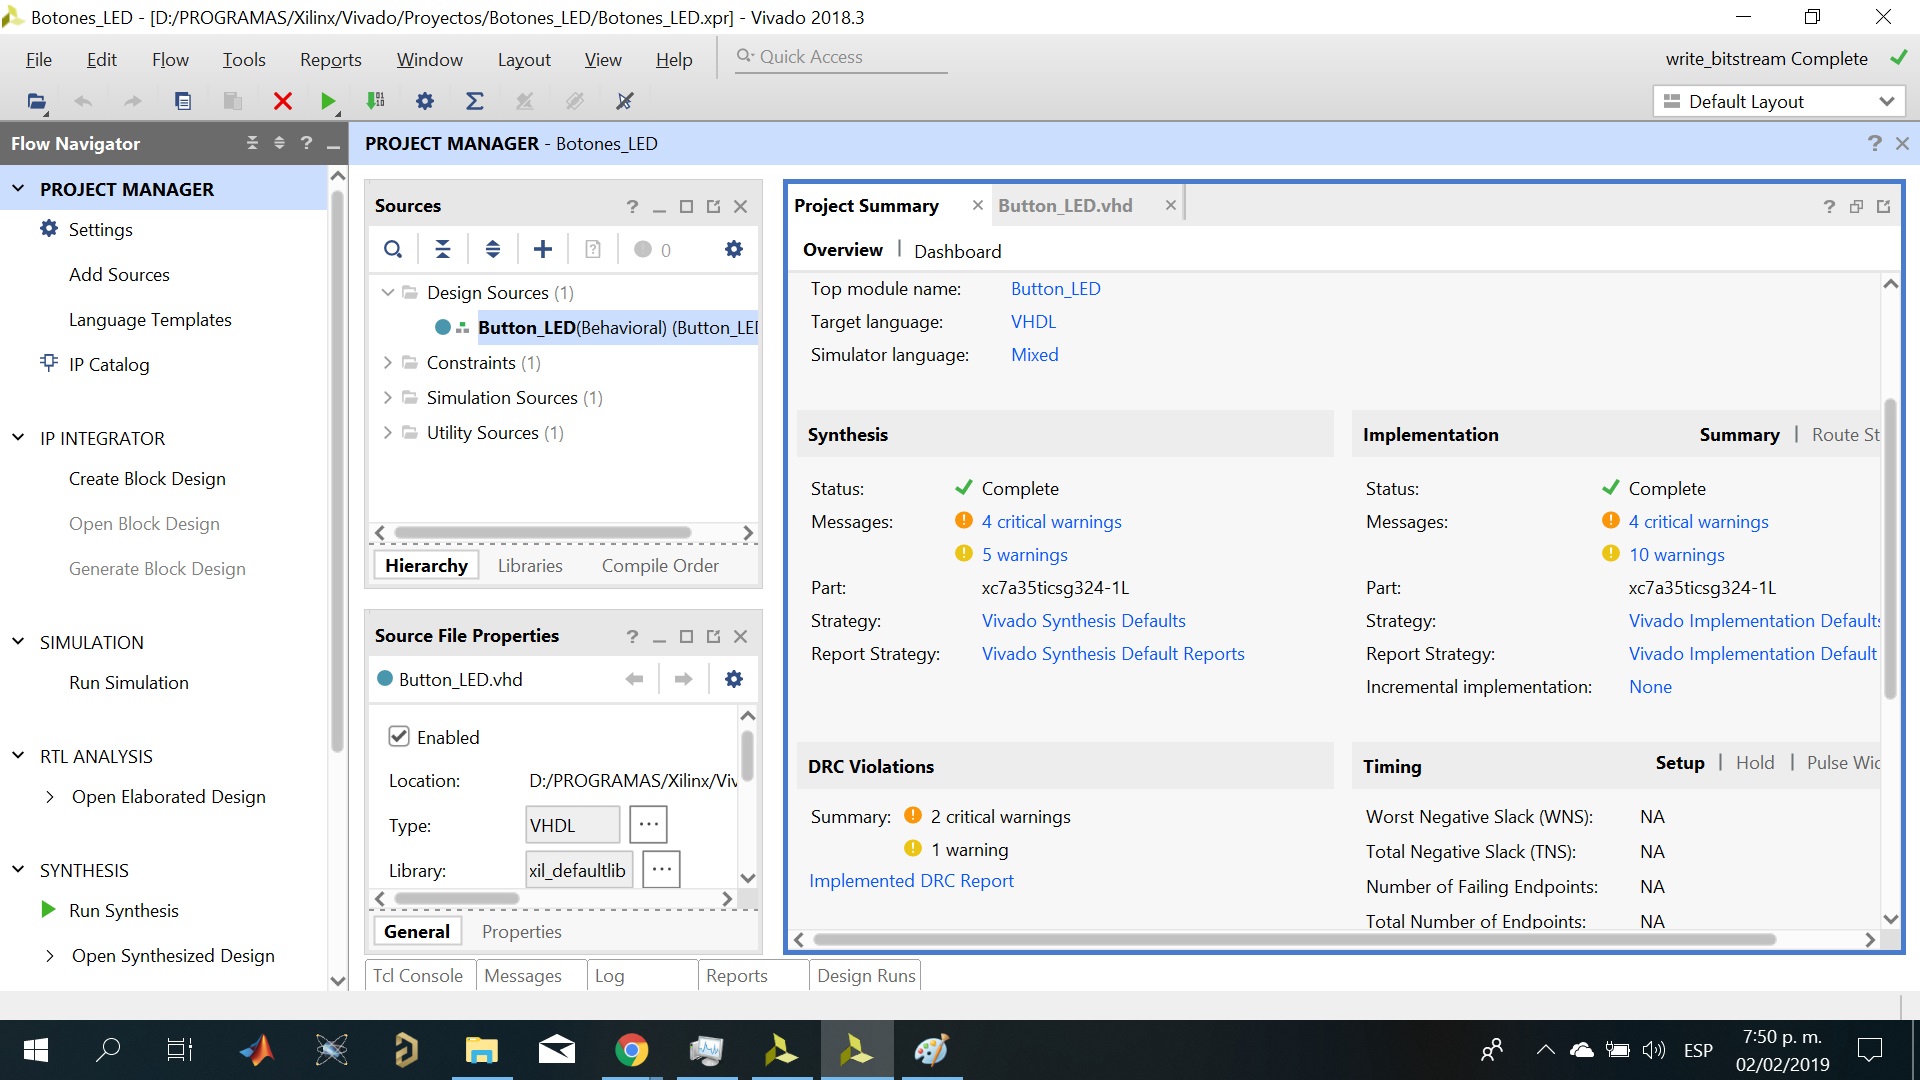 Botones_LED - [D:/PROGRAMAS/Xilinx/Vivado/Proyectos/Botones_LED/Botones_LED.xpr] - Vivado 2018.3
File Edit Flow Tools Reports Window Layout View Help Quick Access
write_bitstream Complete
Default Layout
Flow Navigator
PROJECT MANAGER - Botones_LED
PROJECT MANAGER
Settings
Add Sources
Language Templates
IP Catalog
IP INTEGRATOR
Create Block Design
Open Block Design
Generate Block Design
SIMULATION
Run Simulation
RTL ANALYSIS
Open Elaborated Design
SYNTHESIS
Run Synthesis
Open Synthesized Design
Sources
0
Design Sources (1)
Button_LED(Behavioral) (Button_LED
Constraints (1)
Simulation Sources (1)
Utility Sources (1)
Hierarchy Libraries Compile Order
Source File Properties
Button_LED.vhd
Enabled
Location: D:/PROGRAMAS/Xilinx/Viv
Type: VHDL
Library: xil_defaultlib
General Properties
Project Summary Button_LED.vhd
Overview | Dashboard
Top module name: Button_LED
Target language: VHDL
Simulator language: Mixed
Synthesis
Status: Complete
Messages: 4 critical warnings
5 warnings
Part: xc7a35ticsg324-1L
Strategy: Vivado Synthesis Defaults
Report Strategy: Vivado Synthesis Default Reports
Implementation Summary | Route St
Status: Complete
Messages: 4 critical warnings
10 warnings
Part: xc7a35ticsg324-1L
Strategy: Vivado Implementation Defaults
Report Strategy: Vivado Implementation Default
Incremental implementation: None
DRC Violations
Summary: 2 critical warnings
1 warning
Implemented DRC Report
Timing Setup | Hold | Pulse Wid
Worst Negative Slack (WNS): NA
Total Negative Slack (TNS): NA
Number of Failing Endpoints: NA
Total Number of Endpoints: NA
Tcl Console Messages Log Reports Design Runs
ESP
7:50 p. m.
02/02/2019